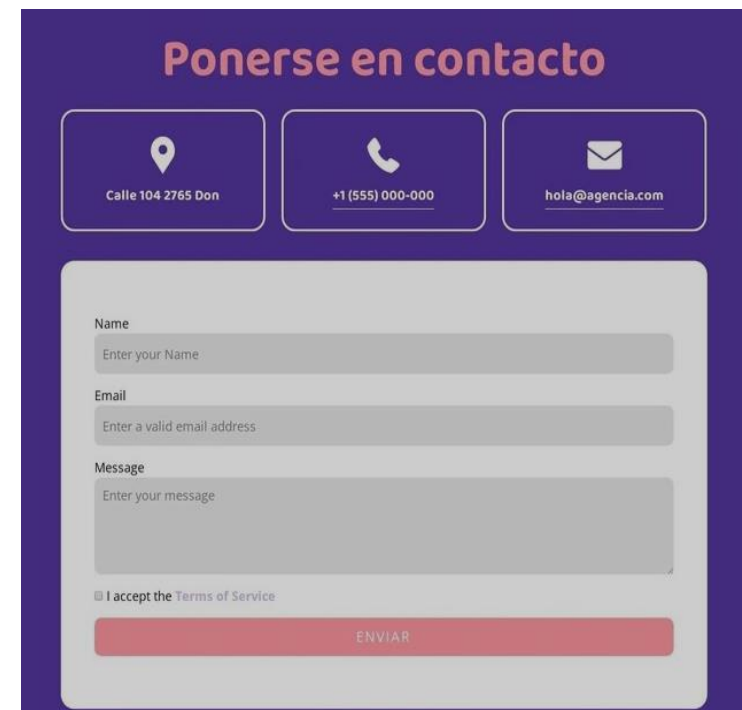 Ponerse en contacto
Calle 104 2765 Don
+1 (555) 000-000
hola@agencia.com
Name
Enter your Name
Email
Enter a valid email address
Message
Enter your message
I accept the Terms of Service
ENVIAR